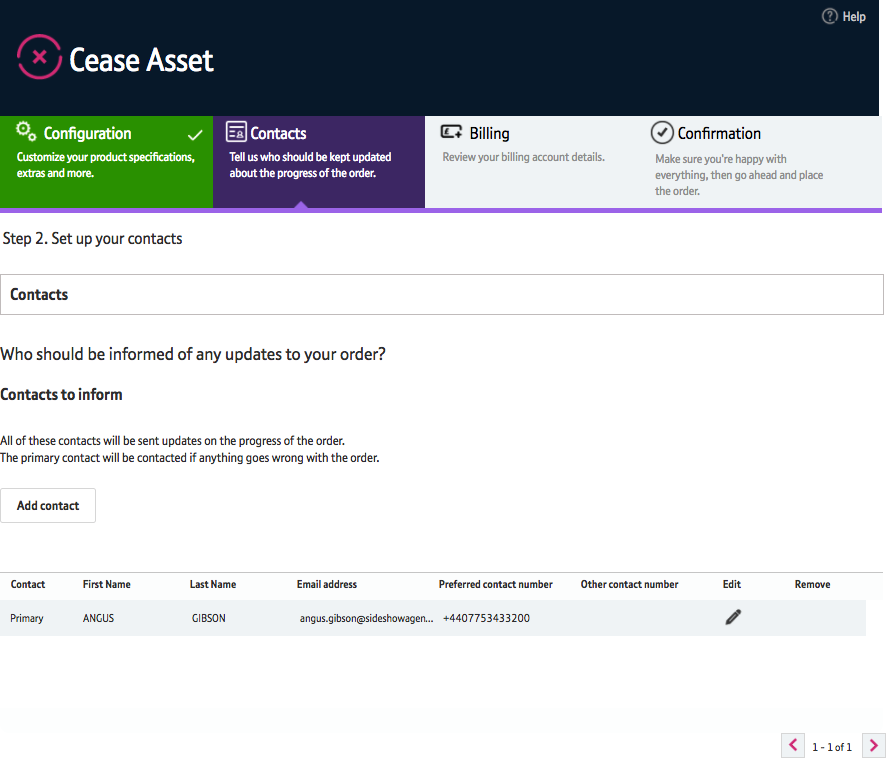 Help
Cease Asset
Configuration
Customize your product specifications,
extras and more.
Contacts
Tell us who should be kept updated
about the progress of the order.
Billing
Review your billing account details.
Confirmation
Make sure you're happy with
everything, then go ahead and place
the order.
Step 2. Set up your contacts
Contacts
Who should be informed of any updates to your order?
Contacts to inform
All of these contacts will be sent updates on the progress of the order.
The primary contact will be contacted if anything goes wrong with the order.
Add contact
Contact First Name Last Name Email address Preferred contact number Other contact number Edit Remove
Primary ANGUS GIBSON angus.gibson@sideshowagen... +4407753433200
1 - 1 of 1